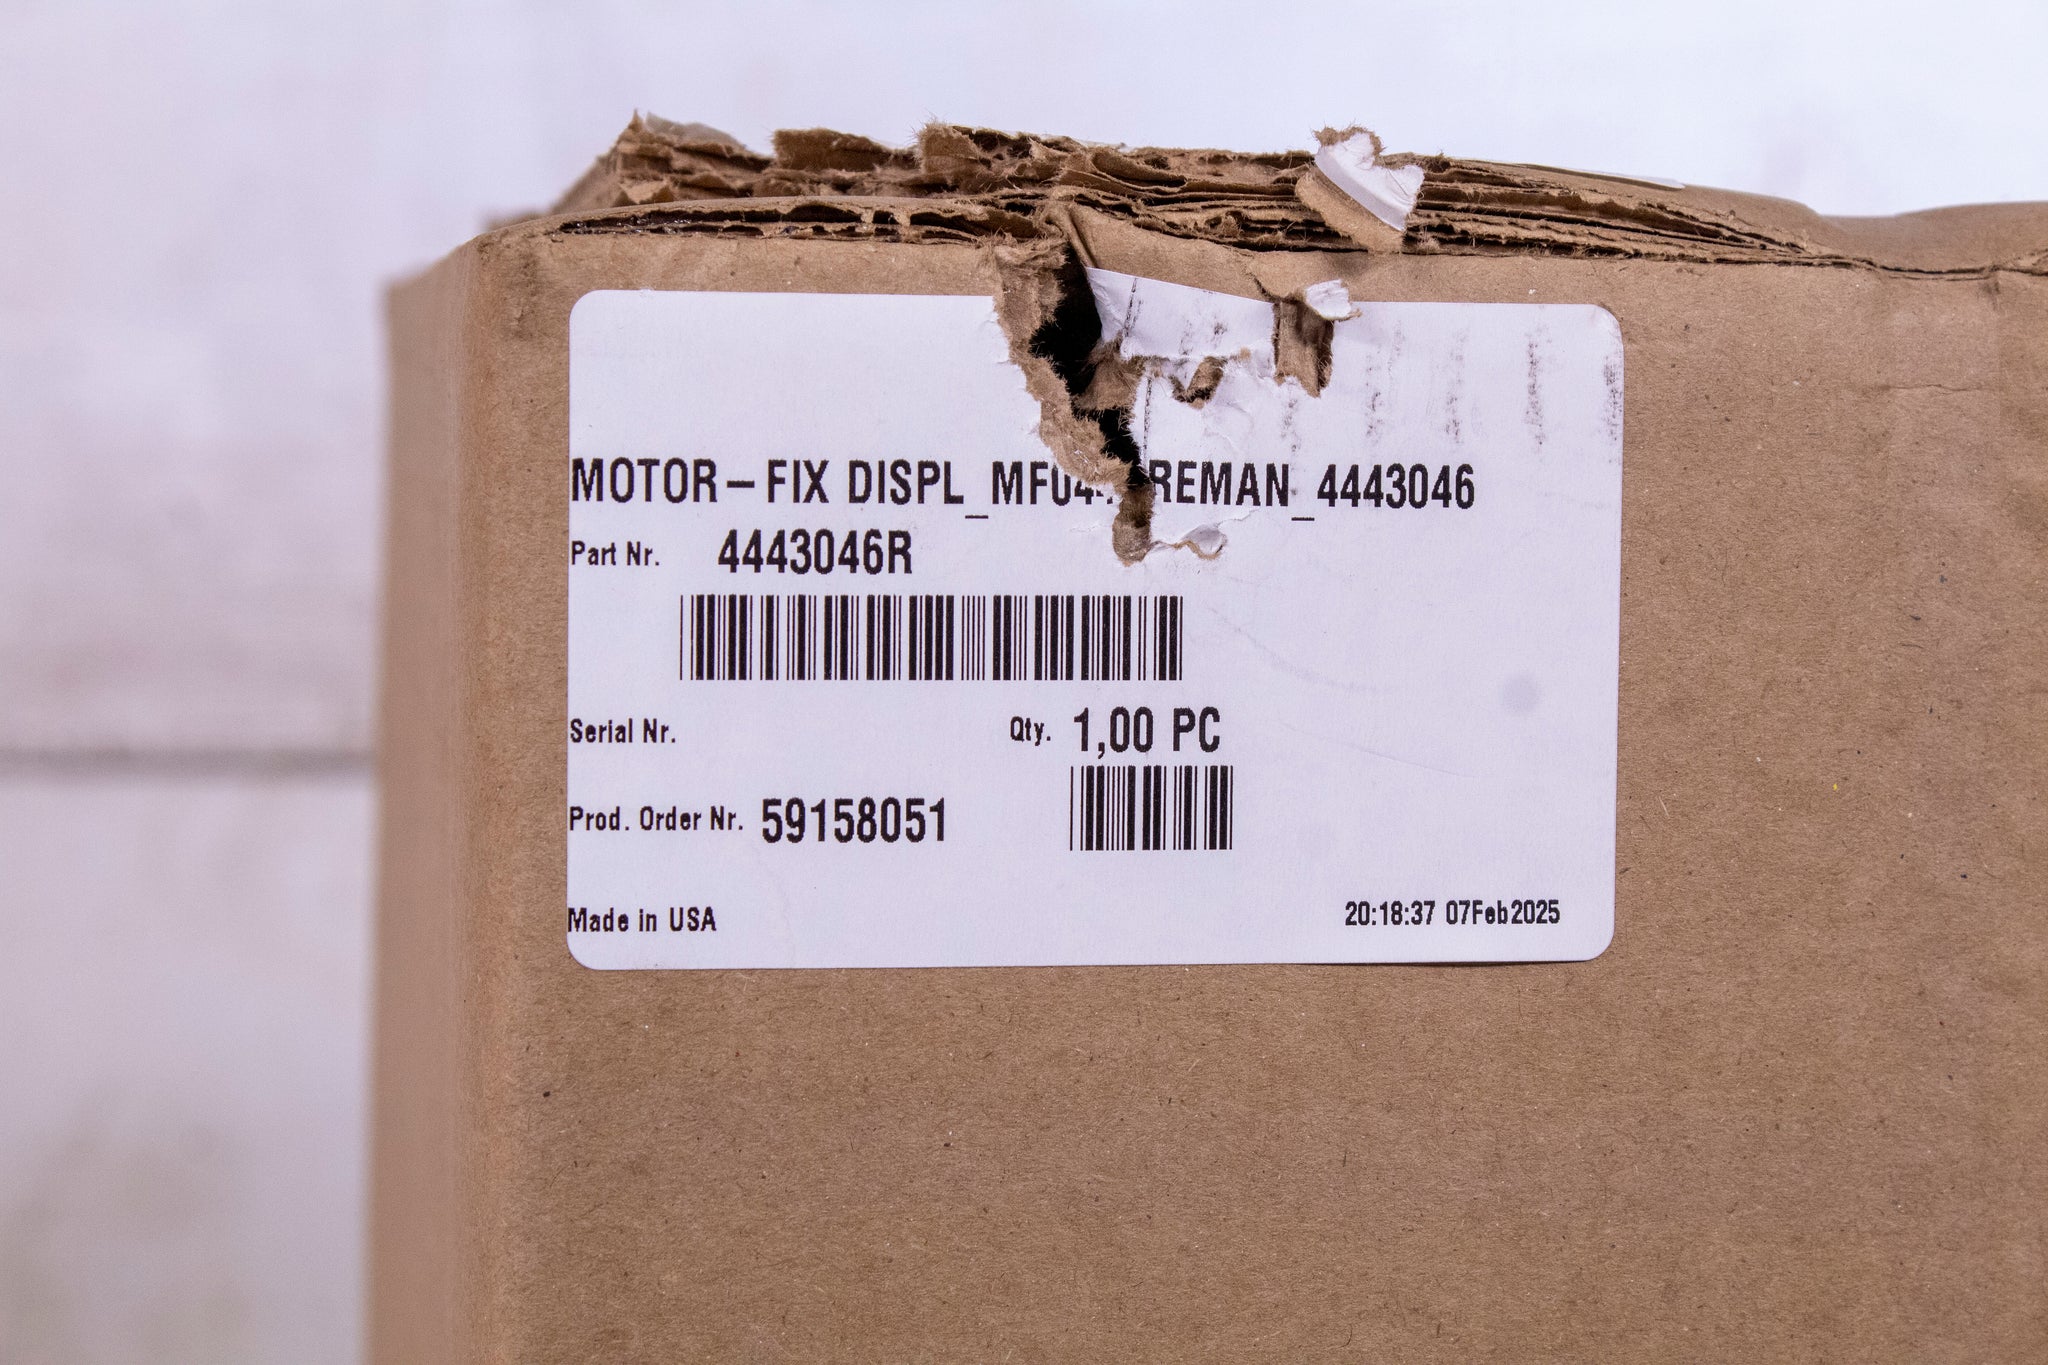 MOTOR-FIX DISPL_ REMAN_4443046
Part Nr. 4443046R
Serial Nr. Qty. 1,00 PC
Prod. Order Nr. 59158051
Made in USA 20:18:37 07Feb2025